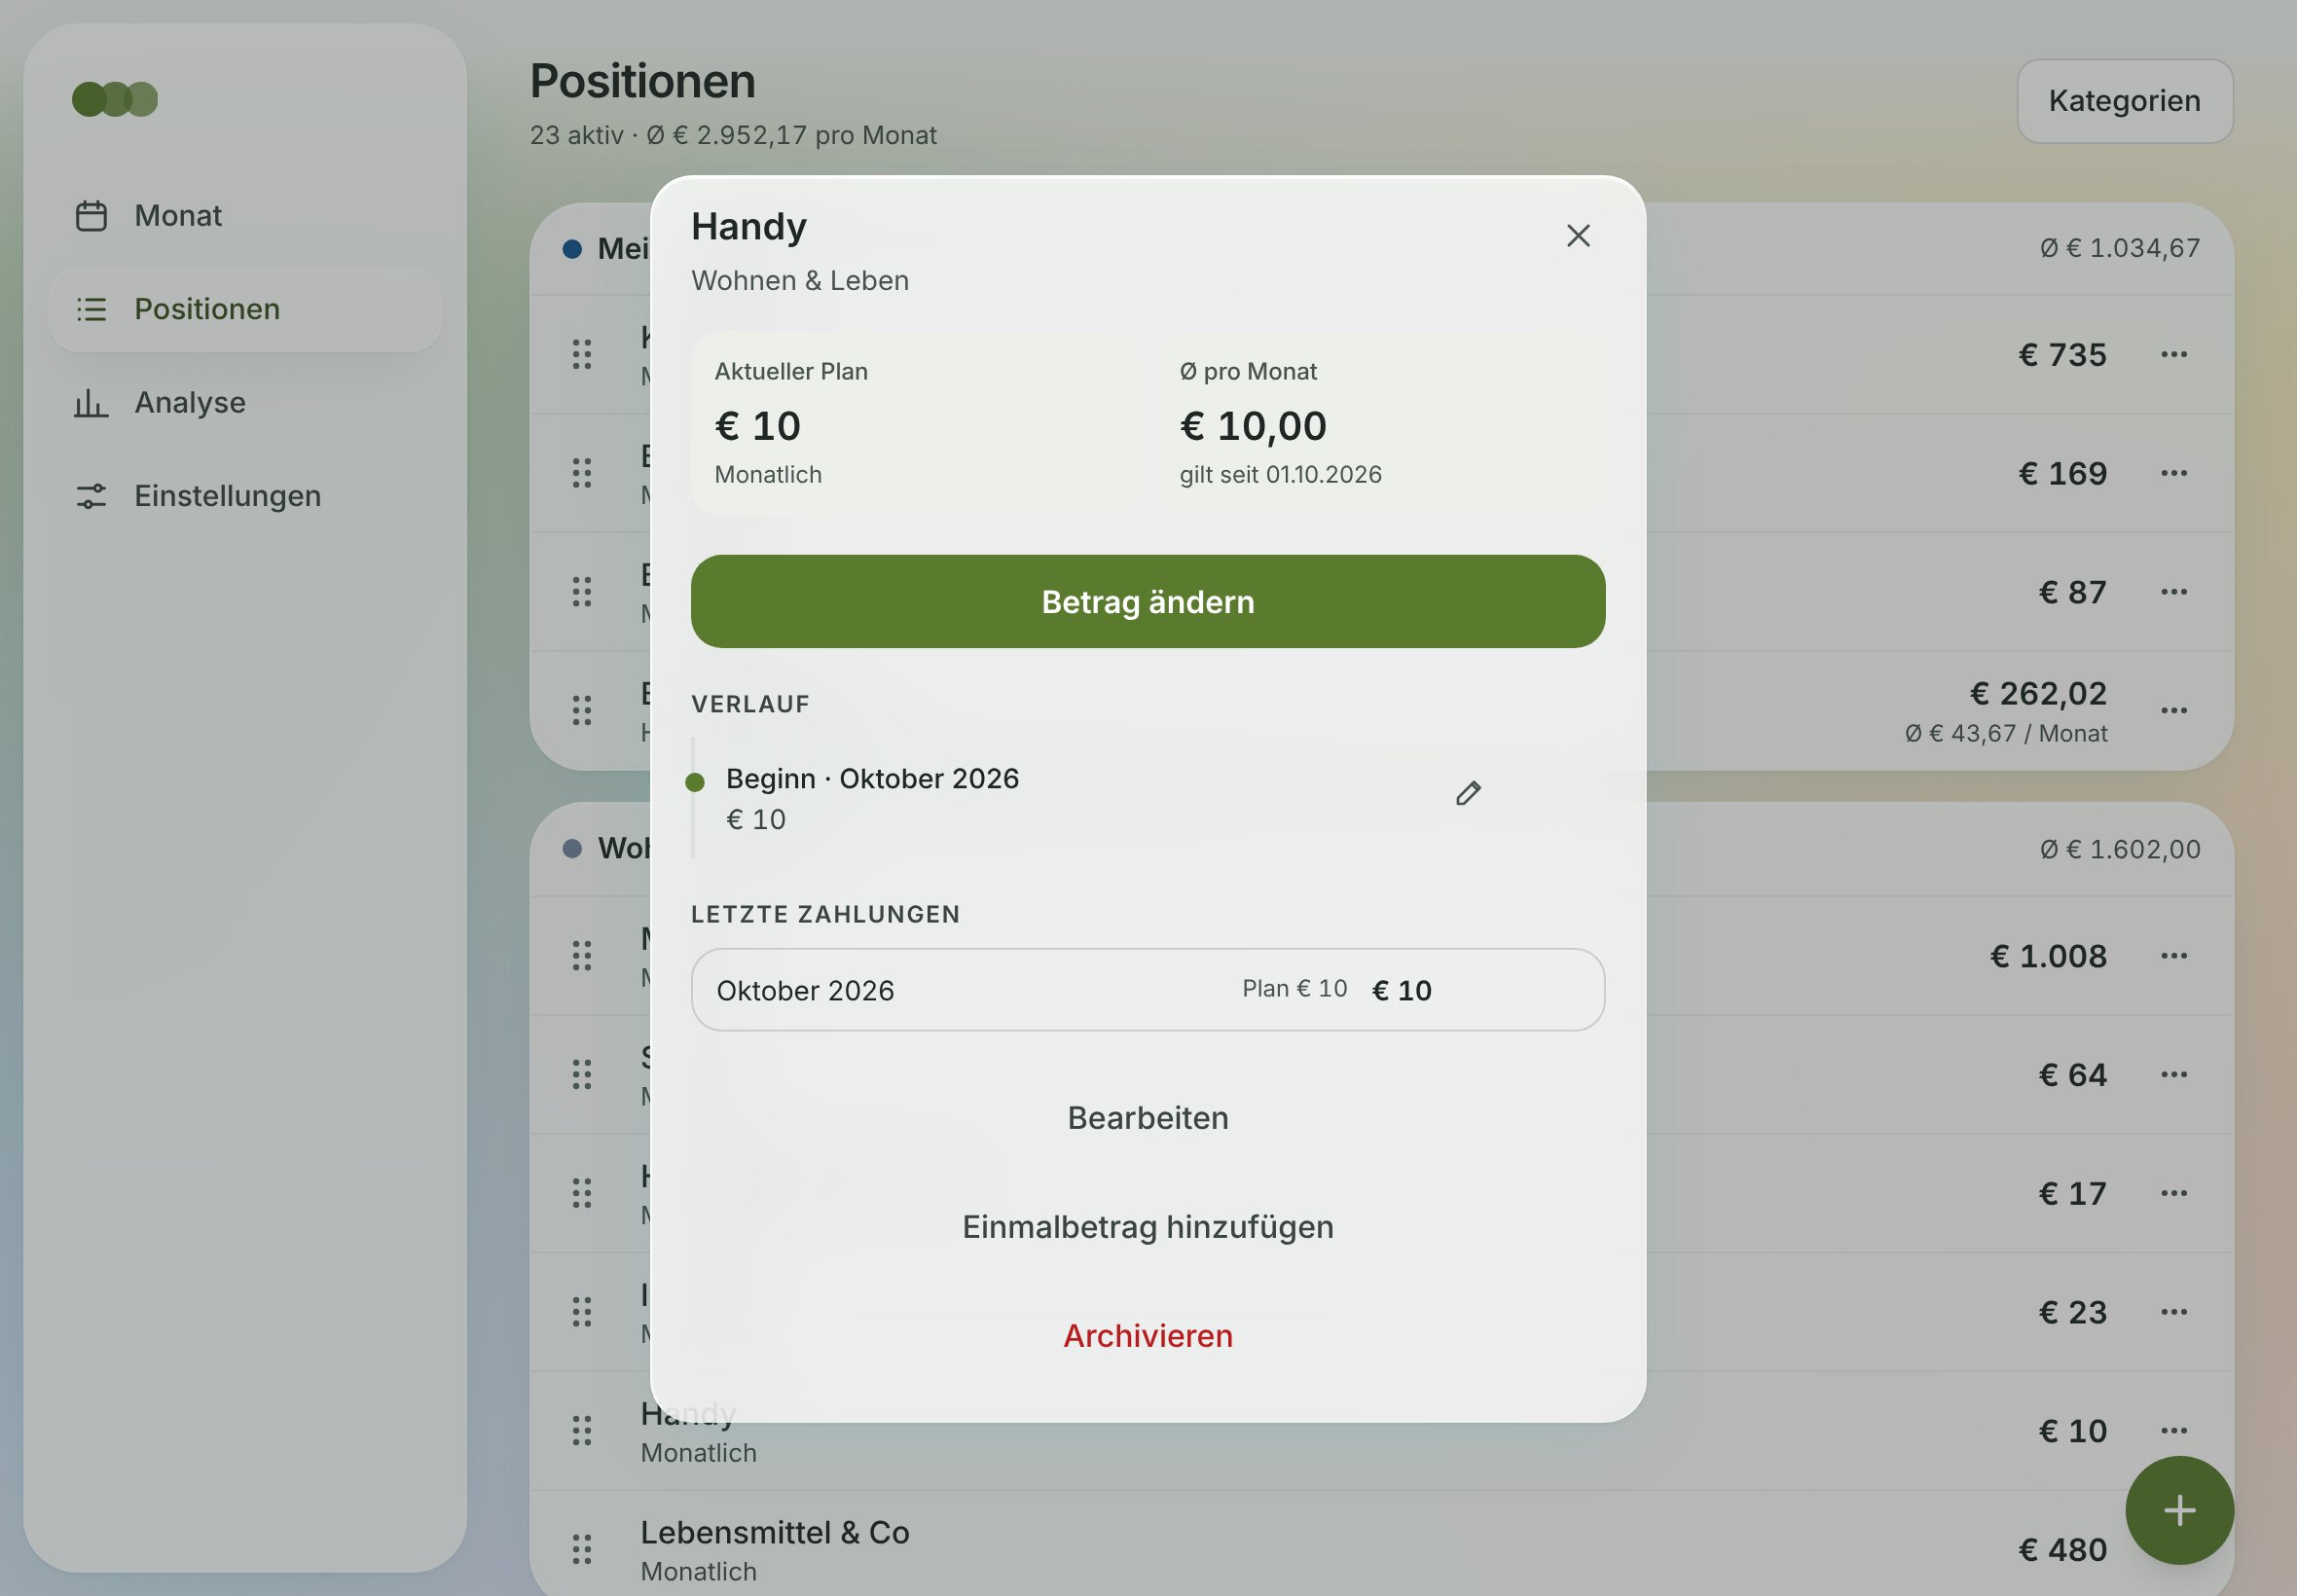 Positionen
23 aktiv · Ø € 2.952,17 pro Monat
Kategorien
Monat
Positionen
Analyse
Einstellungen
Ø € 1.034,67
€ 735
€ 169
€ 87
€ 262,02
Ø € 43,67 / Monat
Handy
Wohnen & Leben
Aktueller Plan
€ 10
Monatlich
Ø pro Monat
€ 10,00
gilt seit 01.10.2026
Betrag ändern
VERLAUF
Beginn · Oktober 2026
€ 10
LETZTE ZAHLUNGEN
Oktober 2026 Plan € 10 € 10
Bearbeiten
Einmalbetrag hinzufügen
Archivieren
Ø € 1.602,00
€ 1.008
€ 64
€ 17
€ 23
Handy
Monatlich
€ 10
Lebensmittel & Co
Monatlich
€ 480